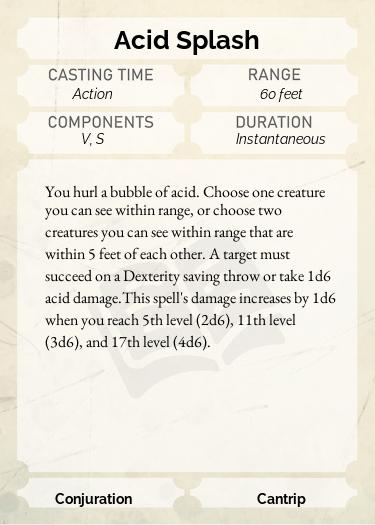 Acid Splash
CASTING TIME
Action
RANGE
60 feet
COMPONENTS
V, S
DURATION
Instantaneous
You hurl a bubble of acid. Choose one creature
you can see within range, or choose two
creatures you can see within range that are
within 5 feet of each other. A target must
succeed on a Dexterity saving throw or take 1d6
acid damage.This spell's damage increases by 1d6
when you reach 5th level (2d6), 11th level
(3d6), and 17th level (4d6).
Conjuration
Cantrip